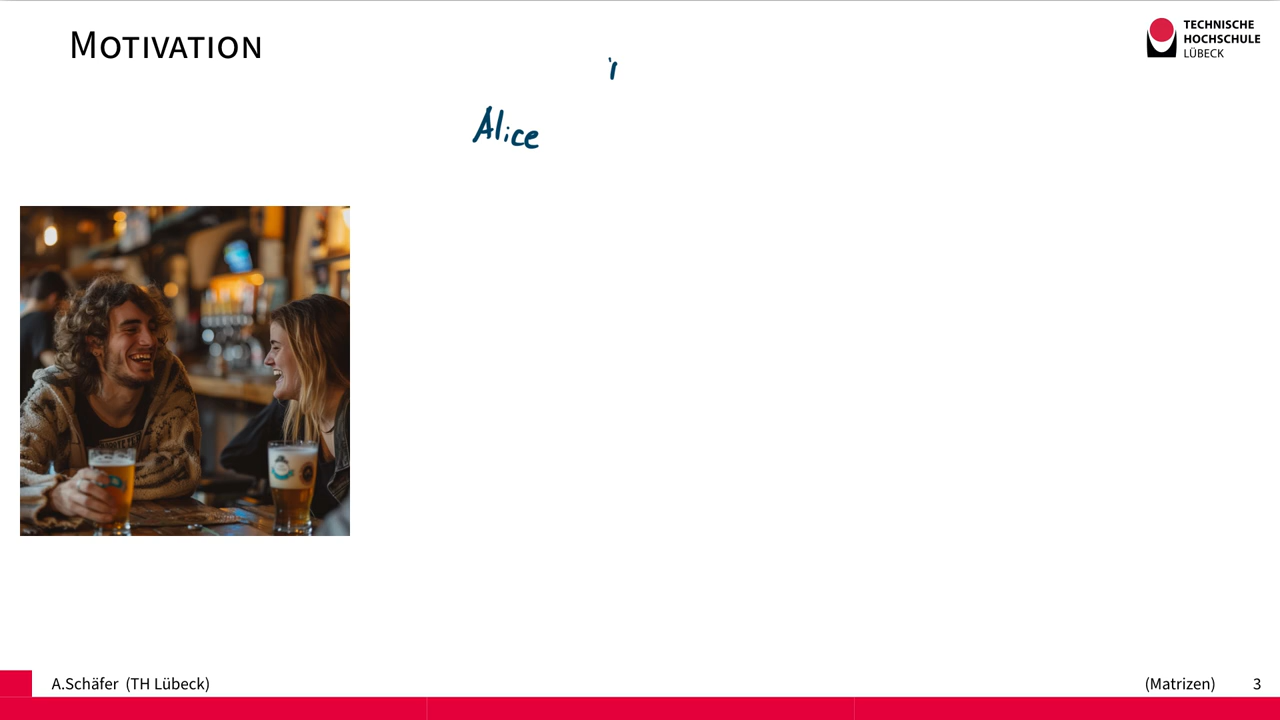 Motivation
TECHNISCHE
HOCHSCHULE
LÜBECK
Alice
A.Schäfer (TH Lübeck)
(Matrizen)
3